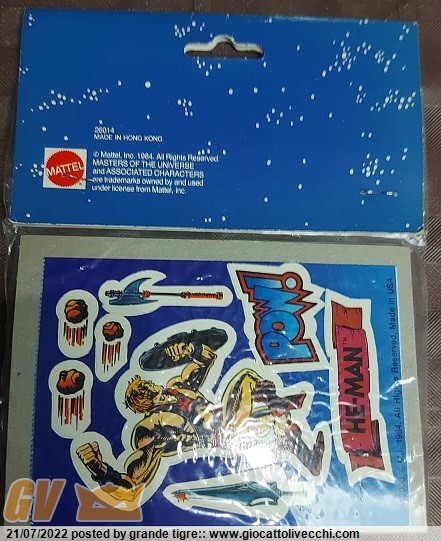 26014
MADE IN HONG KONG
MATTEL
© Mattel, Inc. 1984. All Rights Reserved.
MASTERS OF THE UNIVERSE
and ASSOCIATED CHARACTERS
are trademarks owned by and used
under license from Mattel, Inc.
POW!
HE-MAN™
M.I. 1984. All Rights Reserved. Made in USA.
GV
21/07/2022 posted by grande tigre:: www.giocattolivecchi.com